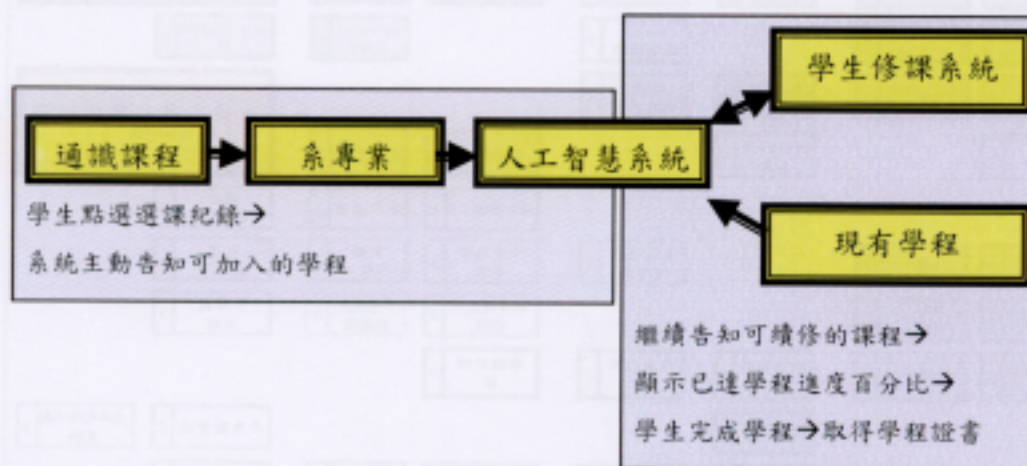 學生修課系統
通識課程
系專業
人工智慧系統
學生點選選課紀錄→
系統主動告知可加入的學程
現有學程
繼續告知可續修的課程→
顯示已達學程進度百分比→
學生完成學程→取得學程證書